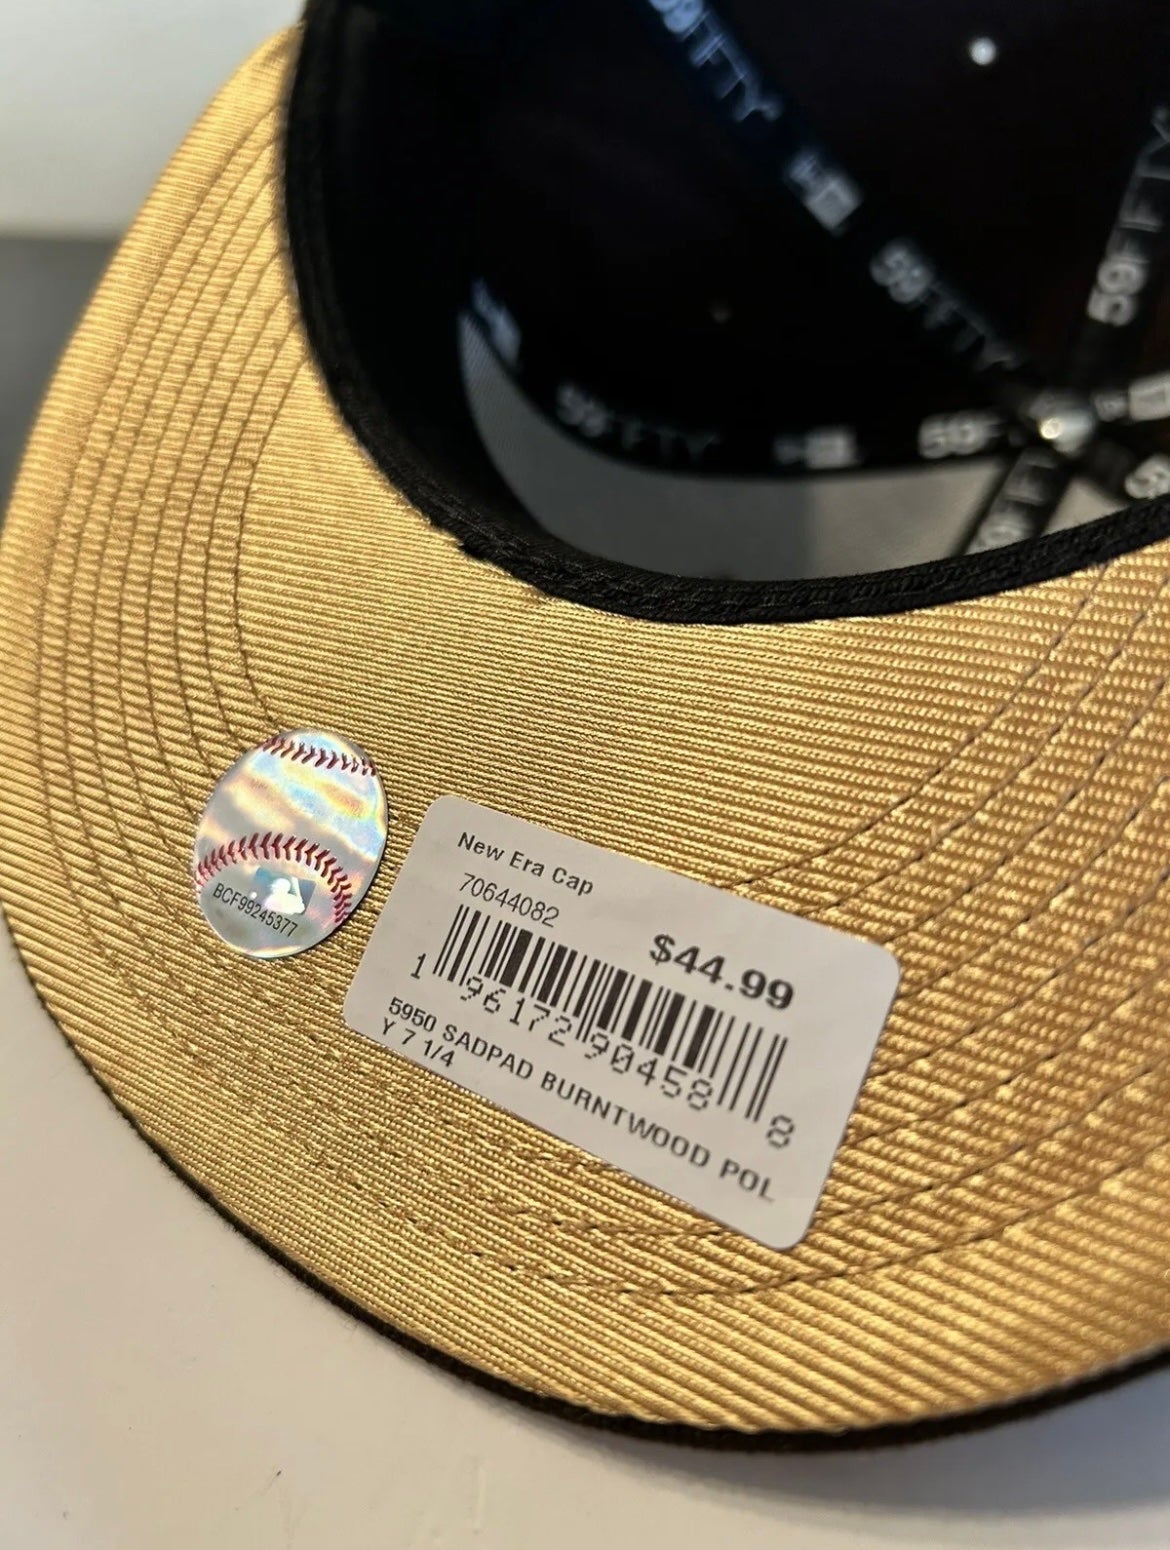 59FIFTY
59FIFTY
59FIFTY
59FIFTY
BCF99245377
New Era Cap
70644082
$44.99
1 96172 90458 8
5950 SADPAD BURNTWOOD POL
Y 7 1/4